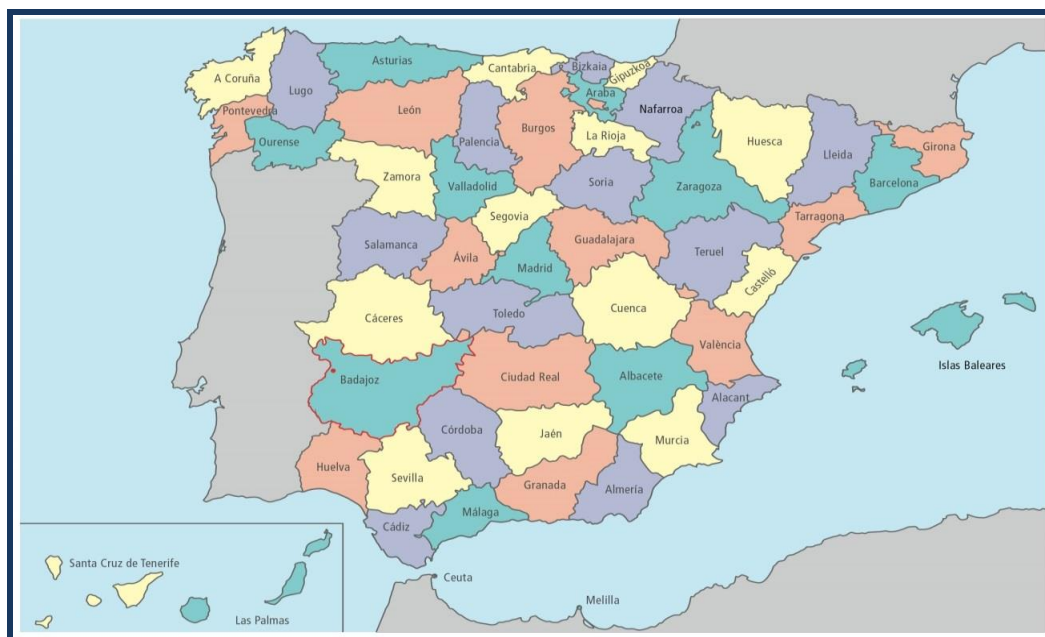 Asturias
Cantabria
Bizkaia
Gipuzkoa
A Coruña
Lugo
Araba
Nafarroa
Pontevedra
León
Burgos
La Rioja
Huesca
Lleida
Girona
Ourense
Palencia
Zamora
Valladolid
Soria
Zaragoza
Barcelona
Segovia
Tarragona
Salamanca
Ávila
Madrid
Guadalajara
Teruel
Castelló
Cáceres
Toledo
Cuenca
València
Islas Baleares
Badajoz
Ciudad Real
Albacete
Alacant
Córdoba
Jaén
Murcia
Huelva
Sevilla
Granada
Almería
Cádiz
Málaga
Santa Cruz de Tenerife
Las Palmas
Ceuta
Melilla